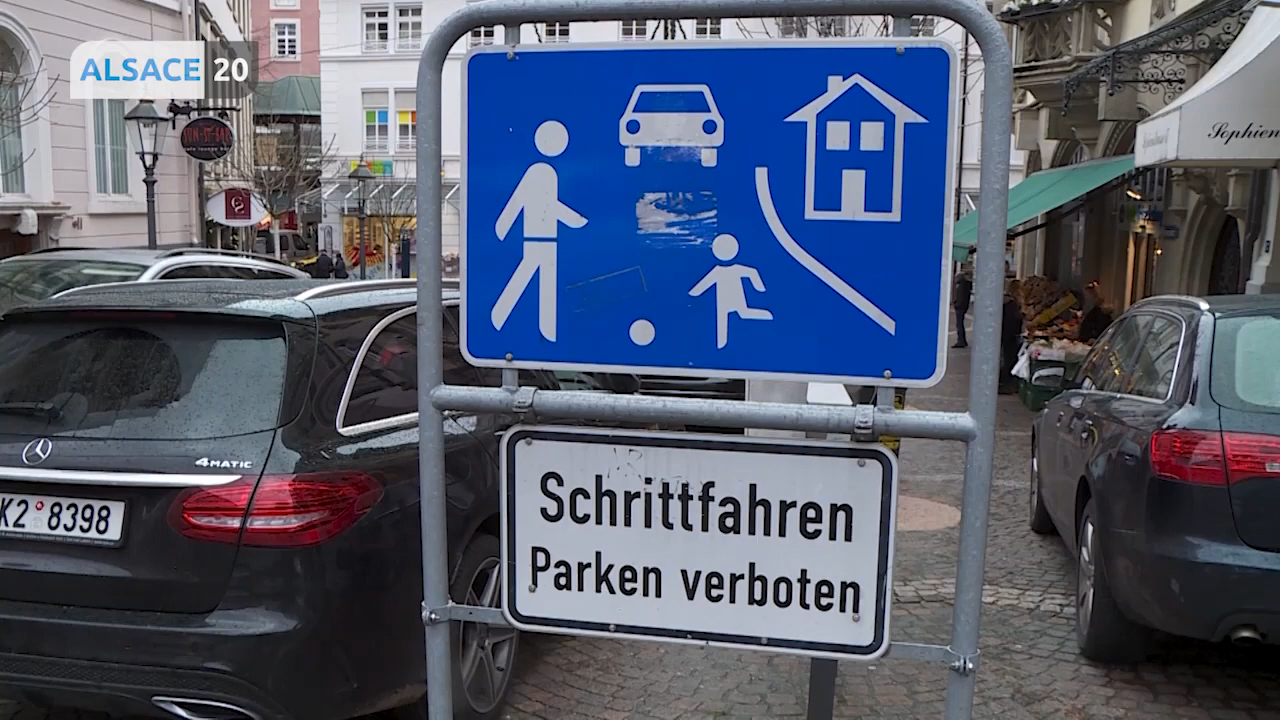 ALSACE 20
Sophien
4MATIC
K2 8398
Schrittfahren
Parken verboten